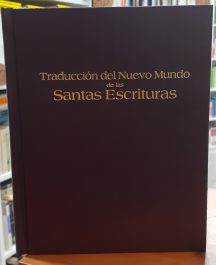 Traducción del Nuevo Mundo
de las
Santas Escrituras